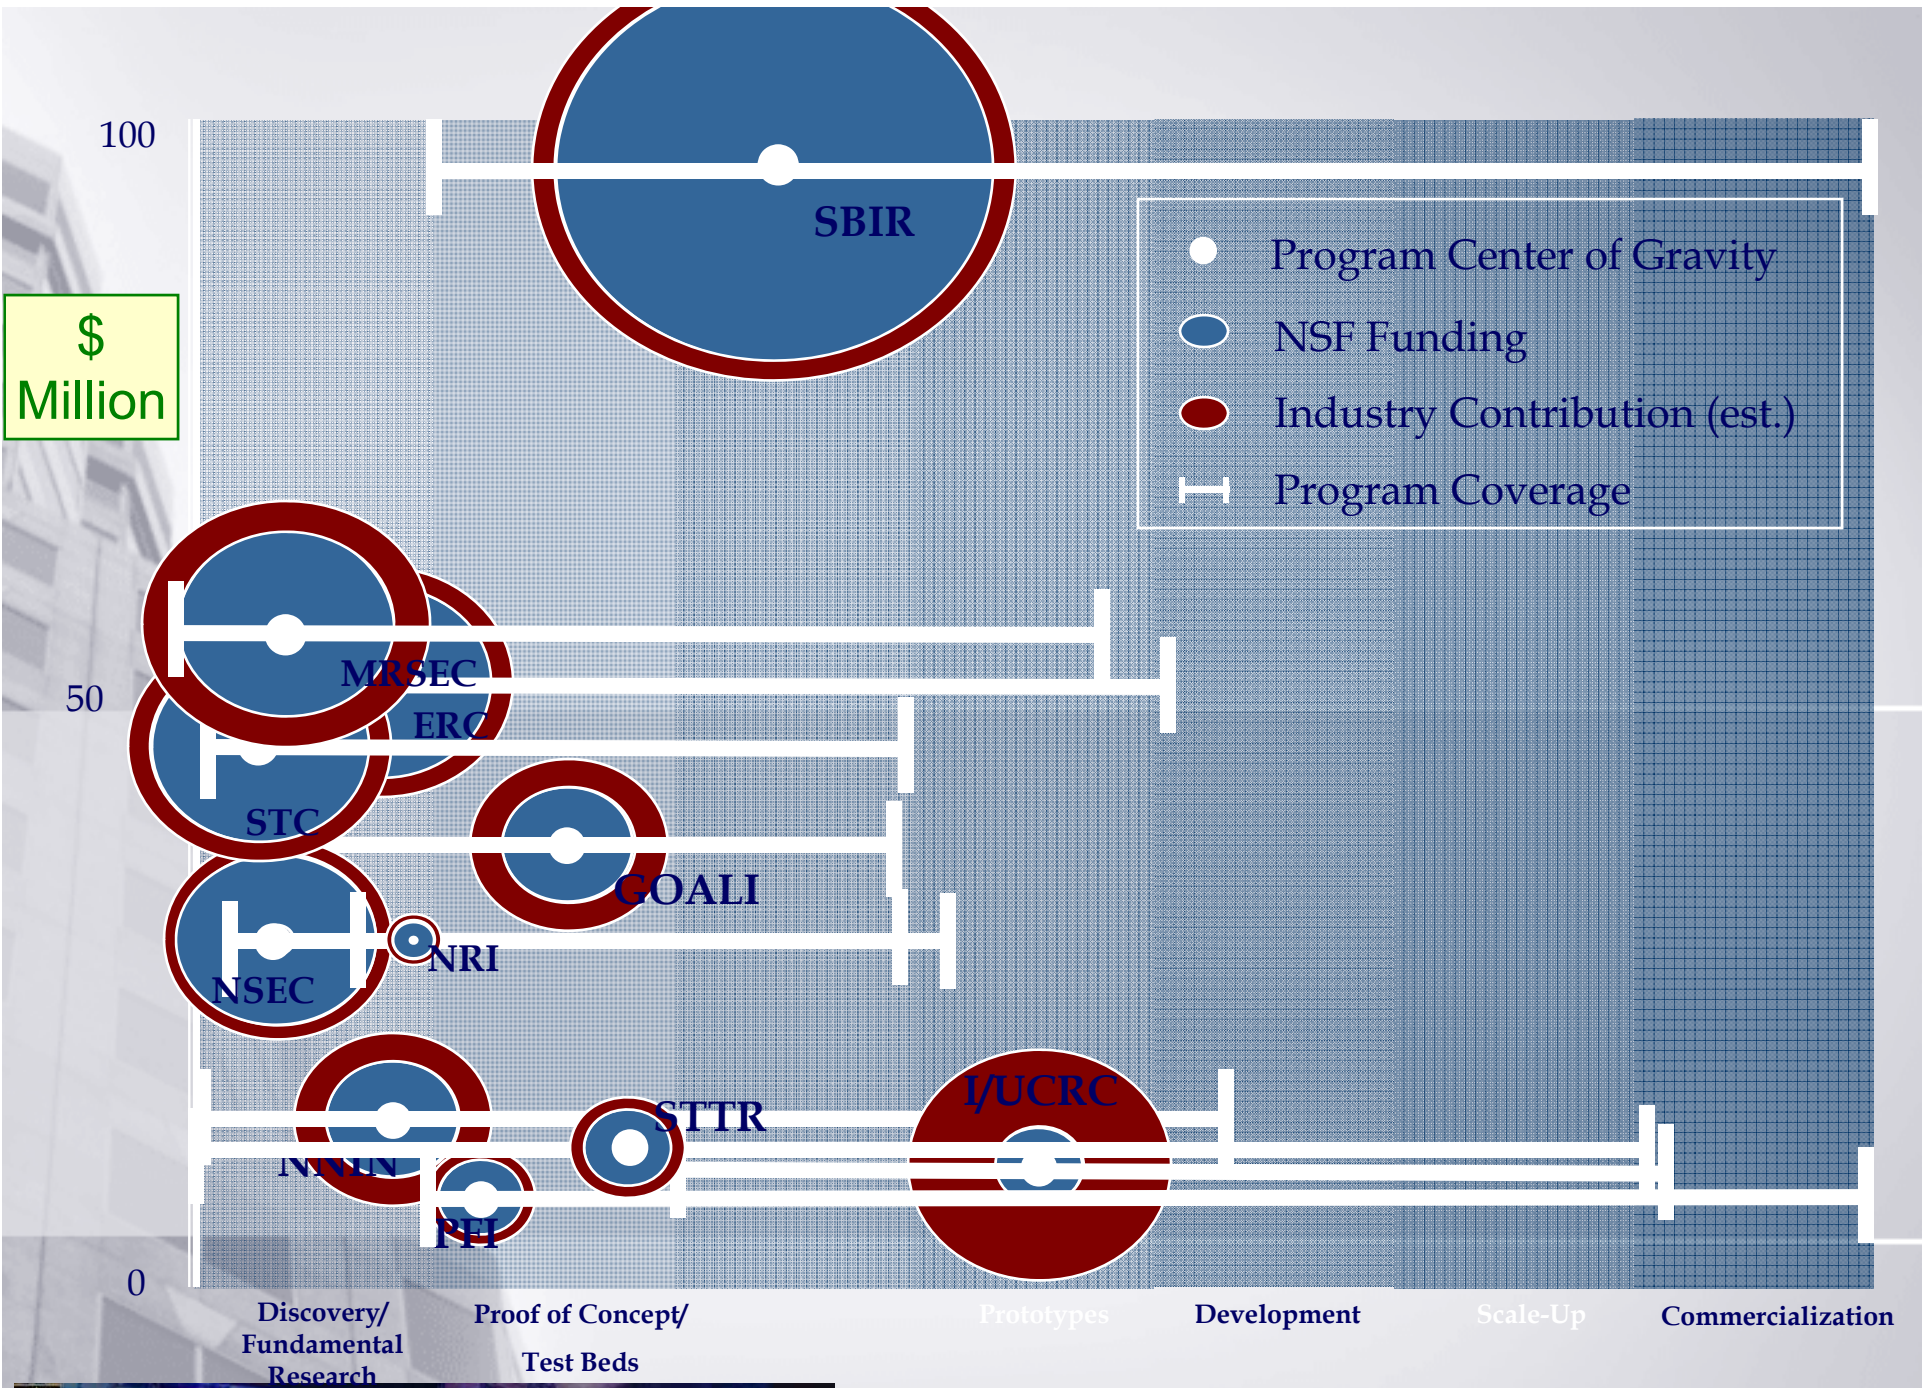 100
SBIR
Program Center of Gravity
$
Million
NSF Funding
Industry Contribution (est.)
Program Coverage
MRSEC
50
ERC
STC
GOALI
NRI
NSEC
I/UCRC
STTR
NNIN
PFI
0
Discovery/
Fundamental
Research
Proof of Concept/
Test Beds
Prototypes
Development
Scale-Up
Commercialization